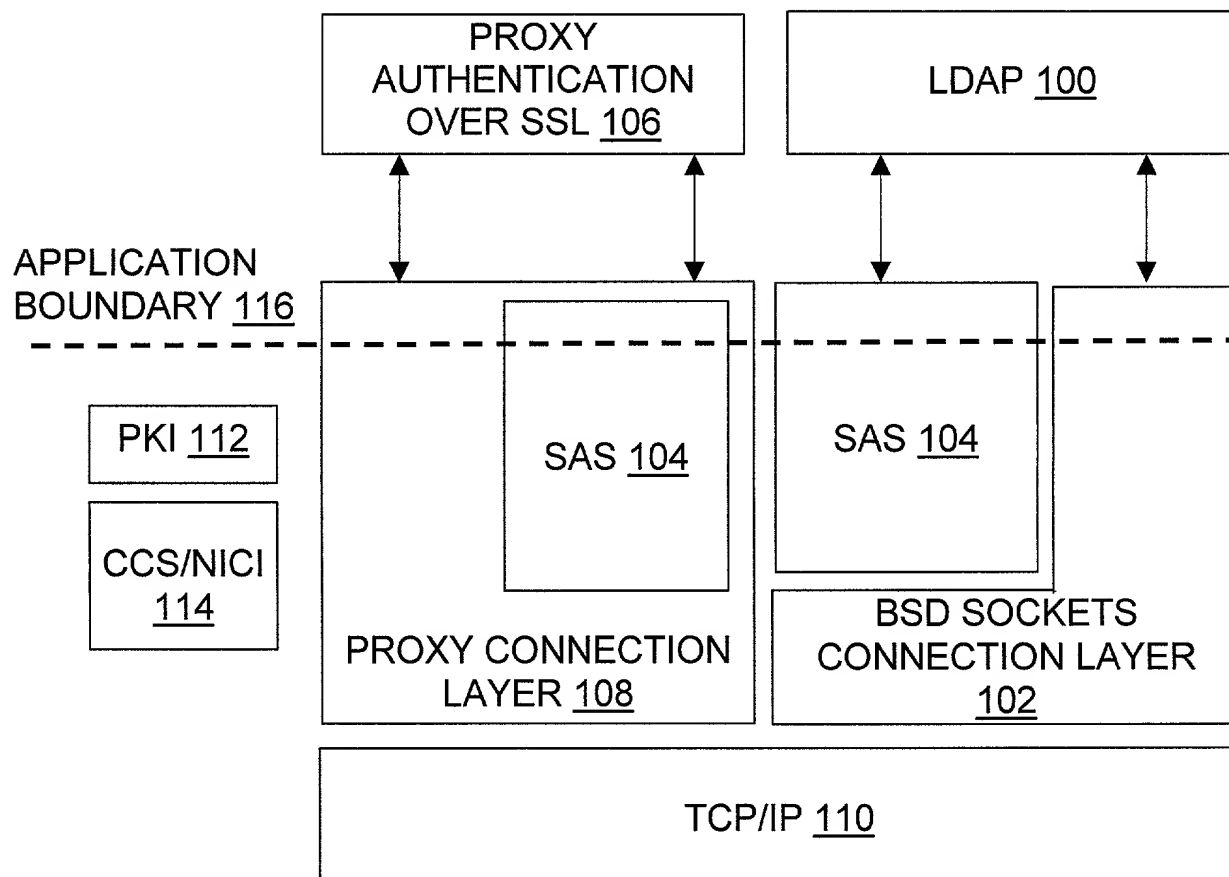 PROXY
AUTHENTICATION
OVER SSL 106
LDAP 100
APPLICATION
BOUNDARY 116
PKI 112
SAS 104
SAS 104
CCS/NICI
114
PROXY CONNECTION
LAYER 108
BSD SOCKETS
CONNECTION LAYER
102
TCP/IP 110